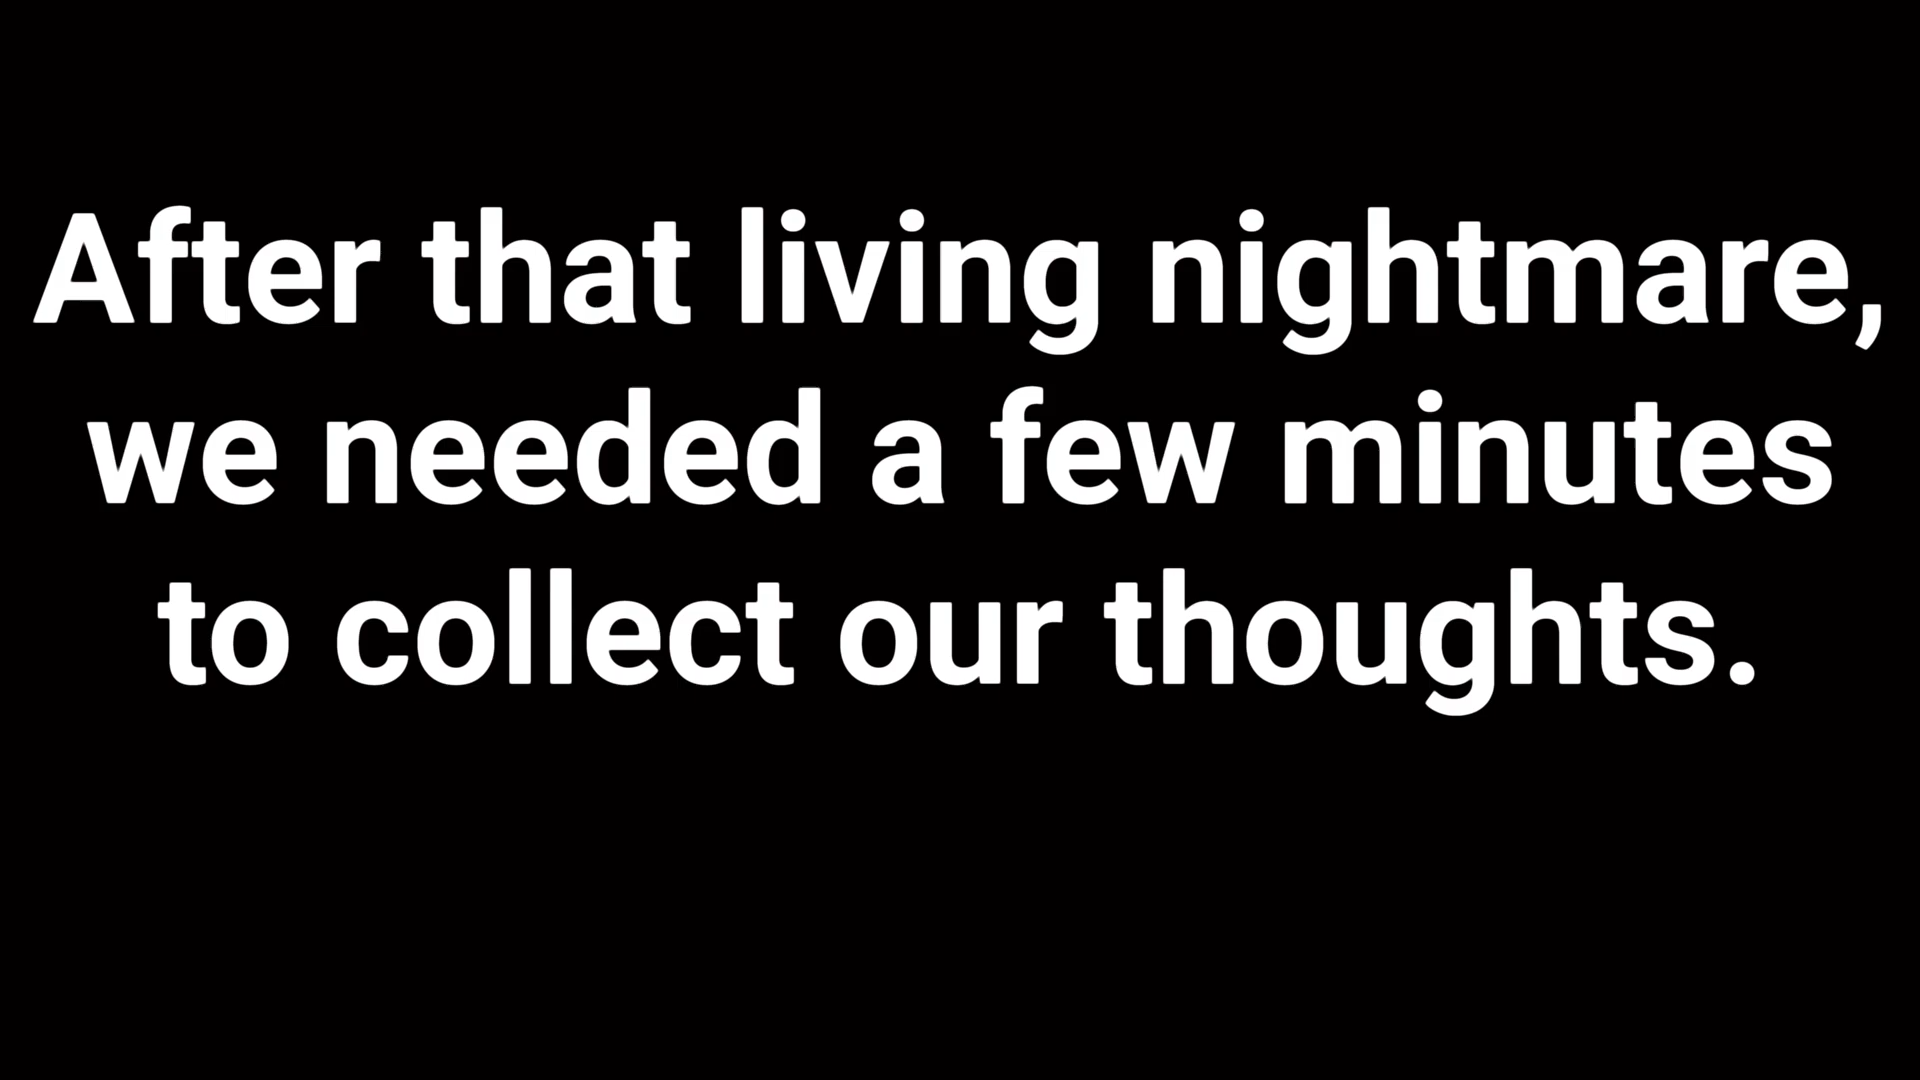 After that living nightmare,
we needed a few minutes
to collect our thoughts.